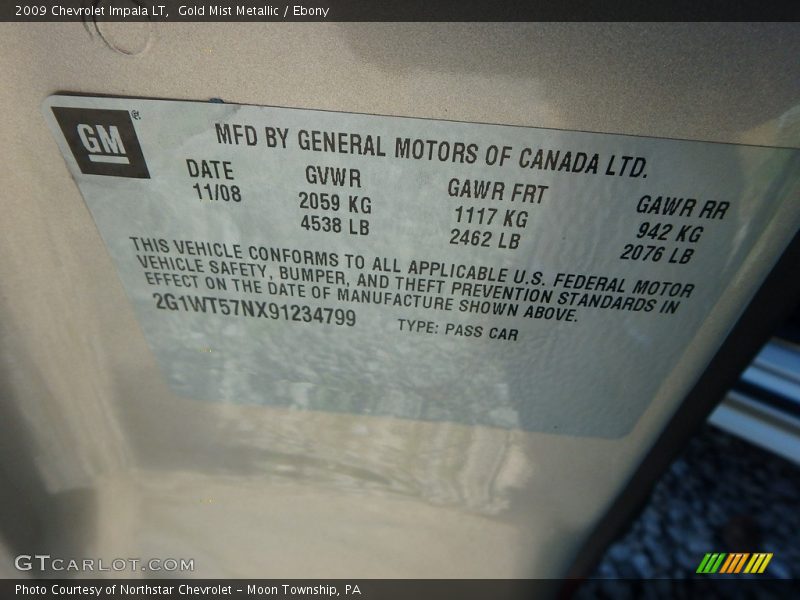 2009 Chevrolet Impala LT,  Gold Mist Metallic / Ebony
GM®
MFD BY GENERAL MOTORS OF CANADA LTD.
DATE GVWR GAWR FRT GAWR RR
11/08 2059 KG 1117 KG 942 KG
4538 LB 2462 LB 2076 LB
THIS VEHICLE CONFORMS TO ALL APPLICABLE U.S. FEDERAL MOTOR
VEHICLE SAFETY, BUMPER, AND THEFT PREVENTION STANDARDS IN
EFFECT ON THE DATE OF MANUFACTURE SHOWN ABOVE.
2G1WT57NX91234799 TYPE: PASS CAR
GTCARLOT.COM
Photo Courtesy of Northstar Chevrolet - Moon Township, PA